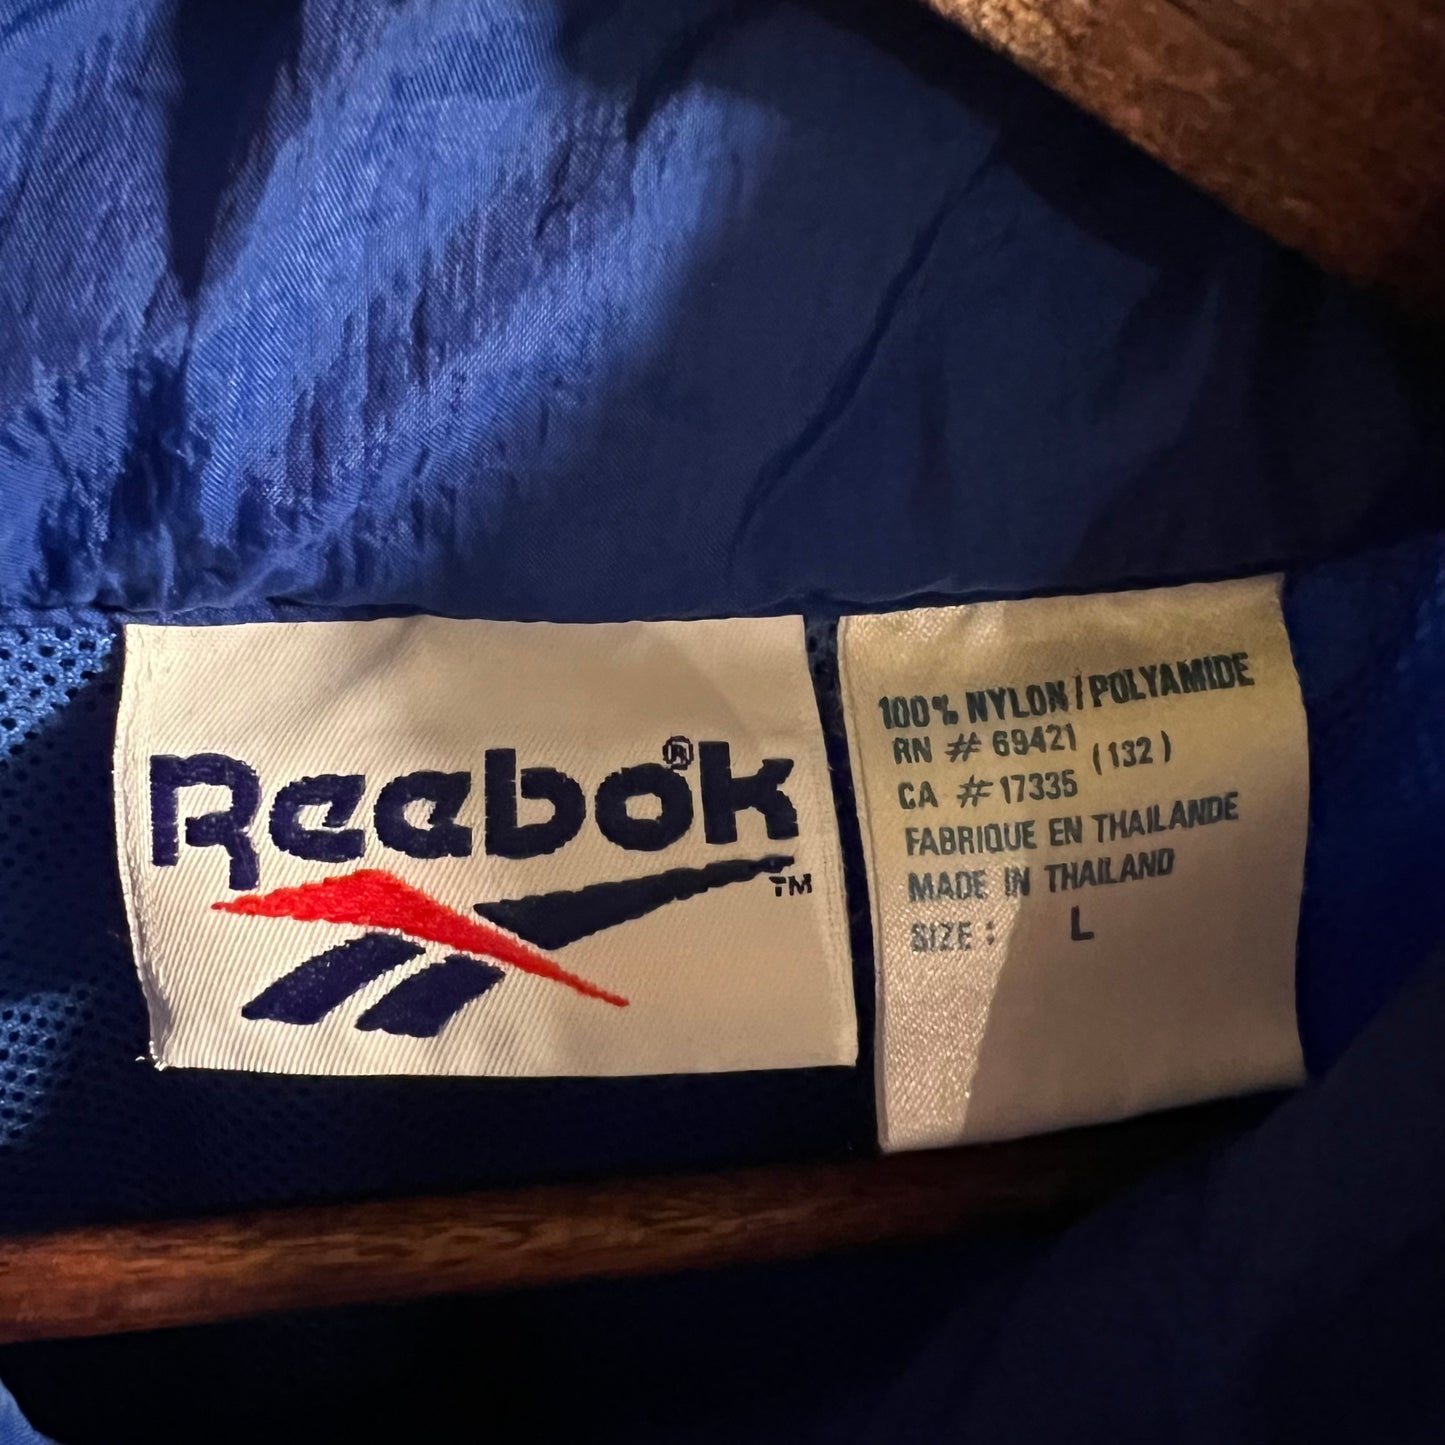 Reebok®
TM
100% NYLON/POLYAMIDE
RN # 69421 (132)
CA # 17335
FABRIQUE EN THAILANDE
MADE IN THAILAND
SIZE : L